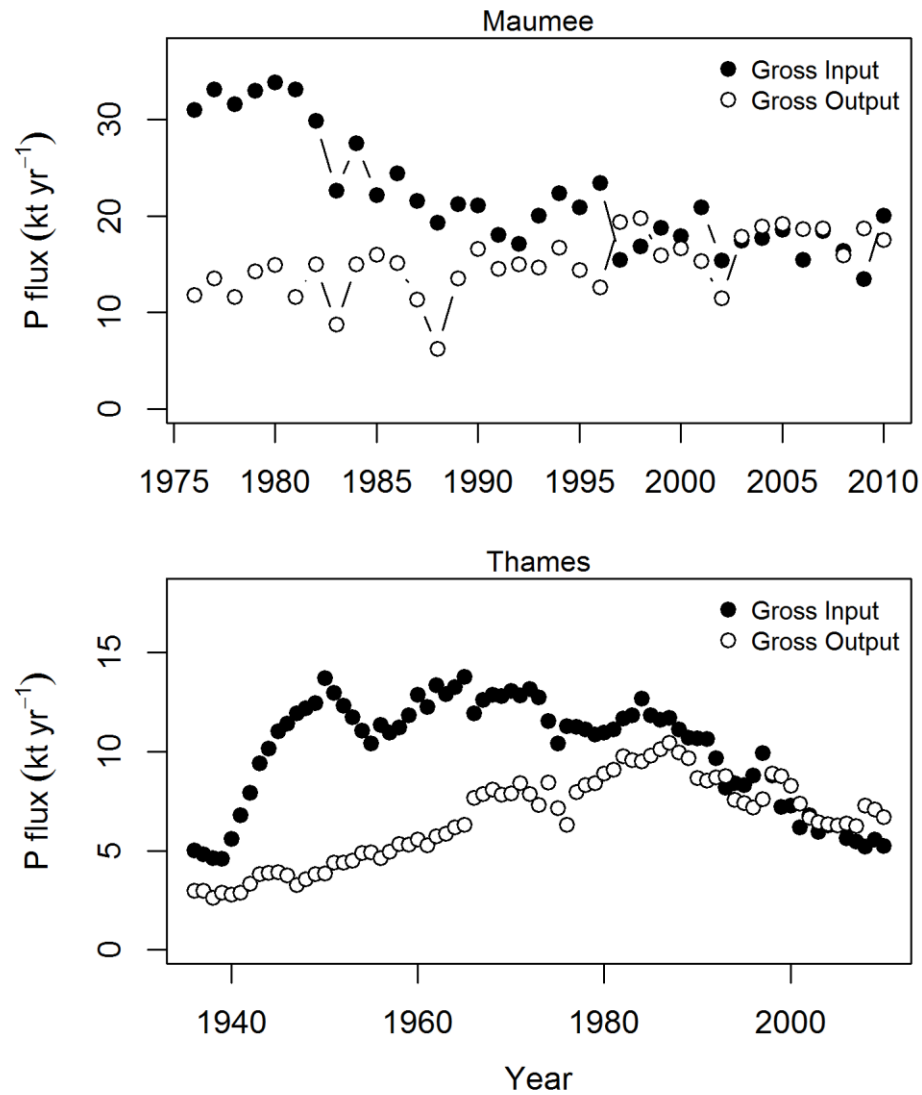 Maumee
Gross Input
Gross Output
P flux (kt yr⁻¹)
30
20
10
0
1975 1980 1985 1990 1995 2000 2005 2010
Thames
Gross Input
Gross Output
P flux (kt yr⁻¹)
15
10
5
0
1940 1960 1980 2000
Year